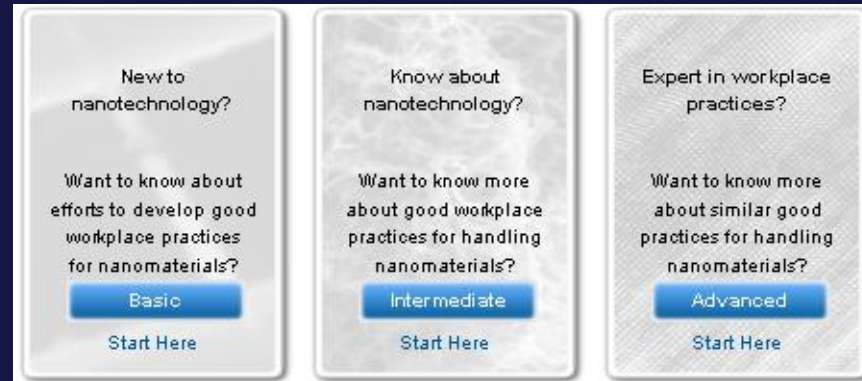 New to
nanotechnology?
Want to know about
efforts to develop good
workplace practices
for nanomaterials?
Basic
Start Here
Know about
nanotechnology?
Want to know more
about good workplace
practices for handling
nanomaterials?
Intermediate
Start Here
Expert in workplace
practices?
Want to know more
about similar good
practices for handling
nanomaterials?
Advanced
Start Here